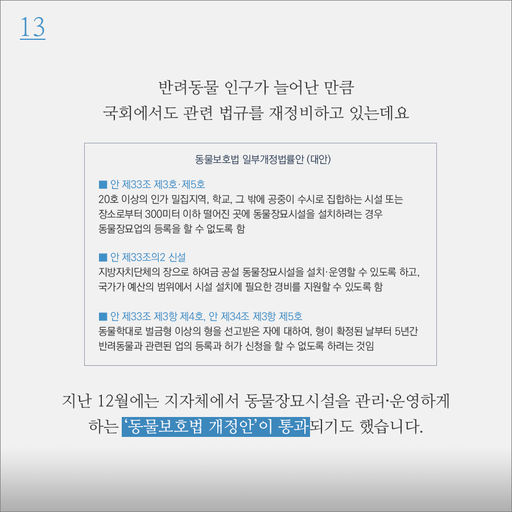 13
반려동물 인구가 늘어난 만큼
국회에서도 관련 법규를 재정비하고 있는데요
동물보호법 일부개정법률안 (대안)
■ 안 제33조 제3호·제5호
20호 이상의 인가 밀집지역, 학교, 그 밖에 공중이 수시로 집합하는 시설 또는
장소로부터 300미터 이하 떨어진 곳에 동물장묘시설을 설치하려는 경우
동물장묘업의 등록을 할 수 없도록 함
■ 안 제33조의2 신설
지방자치단체의 장으로 하여금 공설 동물장묘시설을 설치·운영할 수 있도록 하고,
국가가 예산의 범위에서 시설 설치에 필요한 경비를 지원할 수 있도록 함
■ 안 제33조 제3항 제4호, 안 제34조 제3항 제5호
동물학대로 벌금형 이상의 형을 선고받은 자에 대하여, 형이 확정된 날부터 5년간
반려동물과 관련된 업의 등록과 허가 신청을 할 수 없도록 하려는 것임
지난 12월에는 지자체에서 동물장묘시설을 관리·운영하게
하는 ‘동물보호법 개정안’이 통과되기도 했습니다.